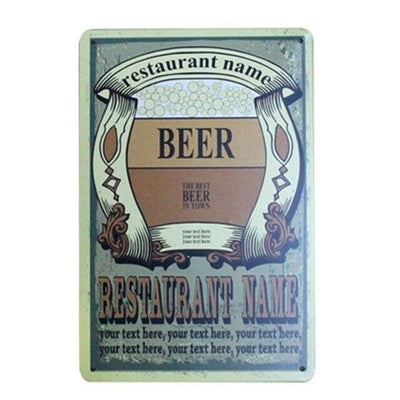 restaurant name
BEER
THE BEST
BEER
IN TOWN
your text here
your text here
your text here
RESTAURANT NAME
your text here, your text here, your text here,
your text here, your text here, your text here,